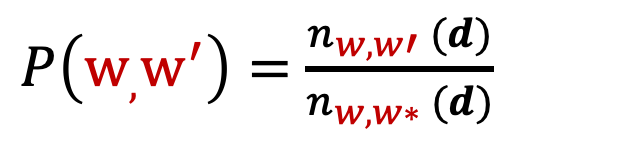 P(w,w′) = n_{w,w′} (d) / n_{w,w*} (d)